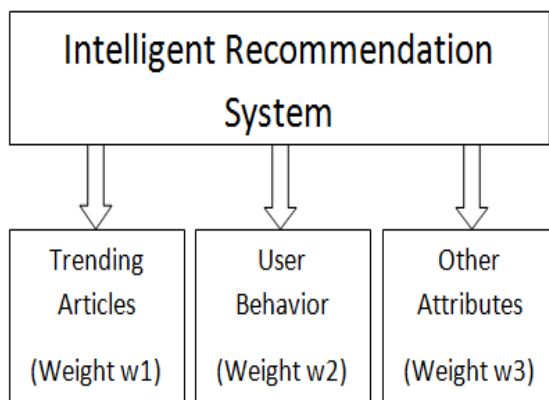 Intelligent Recommendation
System
Trending
Articles
(Weight w1)
User
Behavior
(Weight w2)
Other
Attributes
(Weight w3)